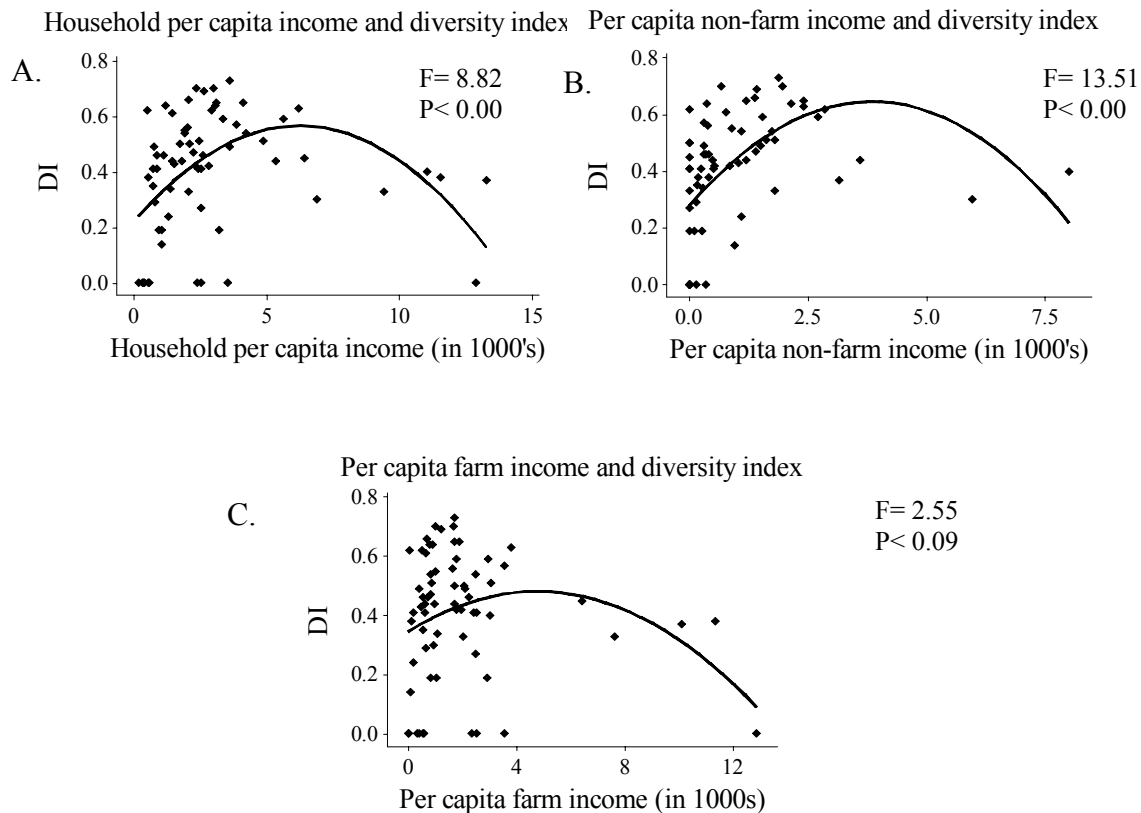 Household per capita income and diversity index
A.
F= 8.82
P< 0.00
0.8
0.6
0.4
0.2
0.0
DI
0
5
10
15
Household per capita income (in 1000's)
Per capita non-farm income and diversity index
B.
F= 13.51
P< 0.00
0.8
0.6
0.4
0.2
0.0
DI
0.0
2.5
5.0
7.5
Per capita non-farm income (in 1000's)
Per capita farm income and diversity index
C.
F= 2.55
P< 0.09
0.8
0.6
0.4
0.2
0.0
DI
0
4
8
12
Per capita farm income (in 1000s)